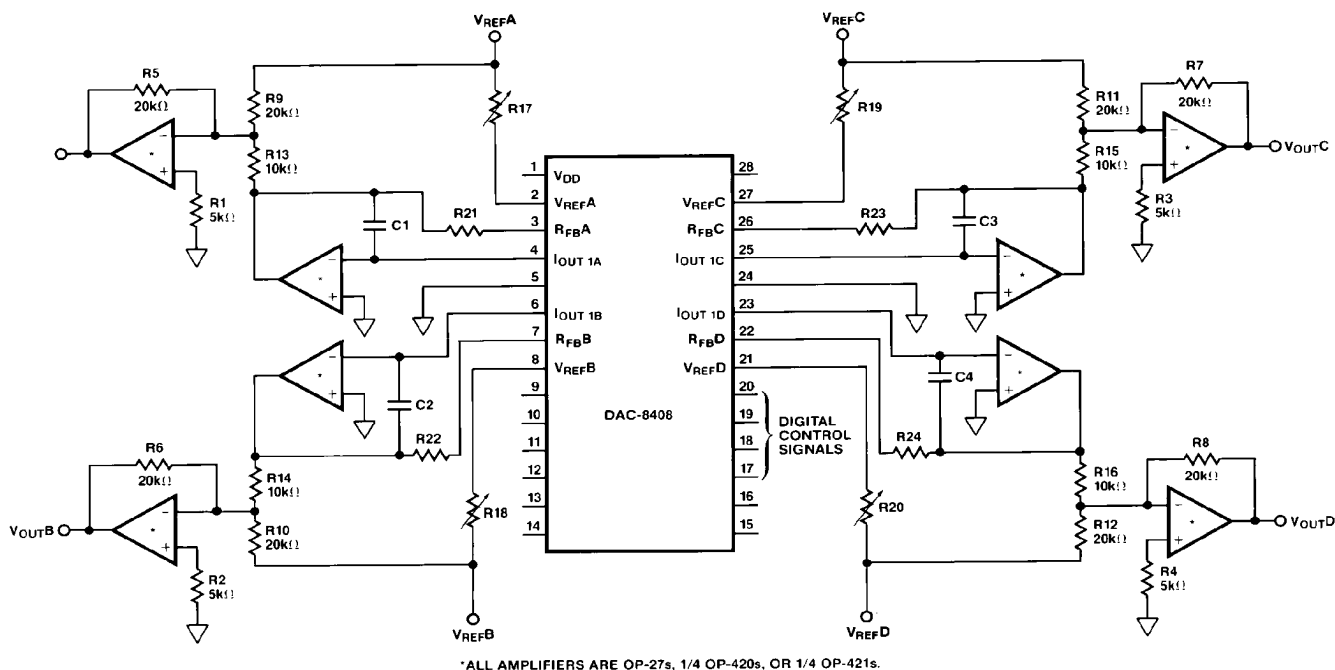 VREFA
VREFC
R5
20kΩ
R9
20kΩ
R17
R13
10kΩ
R1
5kΩ
C1
R21
R19
R11
20kΩ
R7
20kΩ
R15
10kΩ
VOUTC
R3
5kΩ
R23
C3
1 VDD
2 VREFA
3 RFBA
4 IOUT 1A
5
6 IOUT 1B
7 RFBB
8 VREFB
9
10
11
12
13
14
DAC-8408
28
VREFC 27
RFBC 26
IOUT 1C 25
24
IOUT 1D 23
RFBD 22
VREFD 21
20
19
18
17
16
15
DIGITAL
CONTROL
SIGNALS
C2
R22
R6
20kΩ
R14
10kΩ
R10
20kΩ
R18
VOUTB
R2
5kΩ
VREFB
C4
R24
R8
20kΩ
R16
10kΩ
R12
20kΩ
R20
VOUTD
R4
5kΩ
VREFD
*ALL AMPLIFIERS ARE OP-27s, 1/4 OP-420s, OR 1/4 OP-421s.